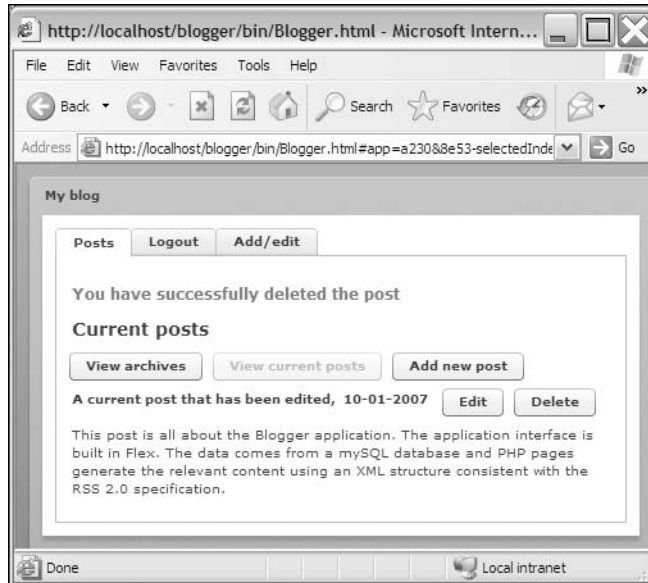 http://localhost/blogger/bin/Blogger.html - Microsoft Intern...
File Edit View Favorites Tools Help
Back Search Favorites »
Address http://localhost/blogger/bin/Blogger.html#app=a230&8e53-selectedInde Go
My blog
Posts Logout Add/edit
You have successfully deleted the post
Current posts
View archives View current posts Add new post
A current post that has been edited, 10-01-2007 Edit Delete
This post is all about the Blogger application. The application interface is
built in Flex. The data comes from a mySQL database and PHP pages
generate the relevant content using an XML structure consistent with the
RSS 2.0 specification.
Done Local intranet